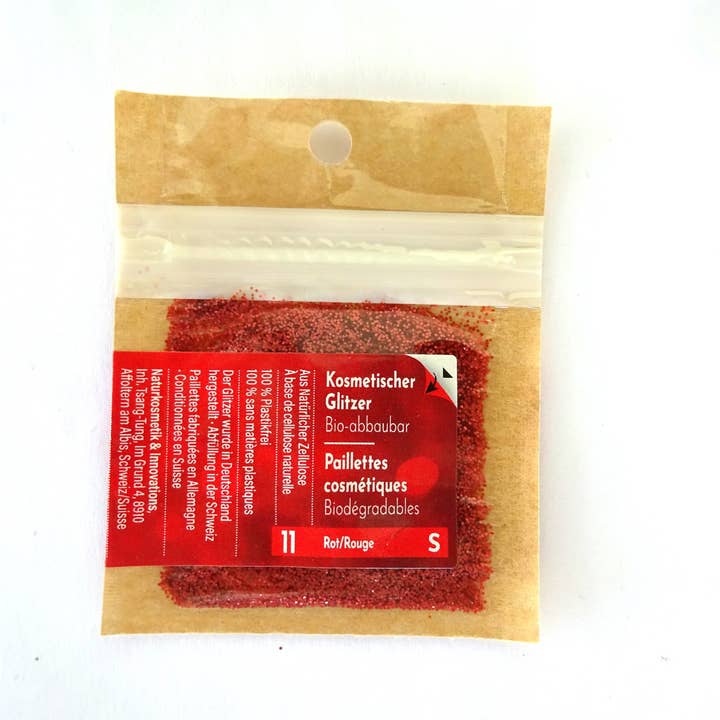 Kosmetischer
Glitzer
Bio-abbaubar
Paillettes
cosmétiques
Biodégradables
11 Rot/Rouge S
Aus Natürlicher Zellulose
À base de cellulose naturelle
100 % Plastikfrei
100 % sans matières plastiques
Der Glitzer wurde in Deutschland
hergestellt · Abfüllung in der Schweiz
Paillettes fabriquées en Allemagne
· Conditionnées en Suisse
Naturkosmetik & Innovations,
Inh. Tsang-Tung, Im Grund 4, 8910
Affoltern am Albis, Schweiz/Suisse